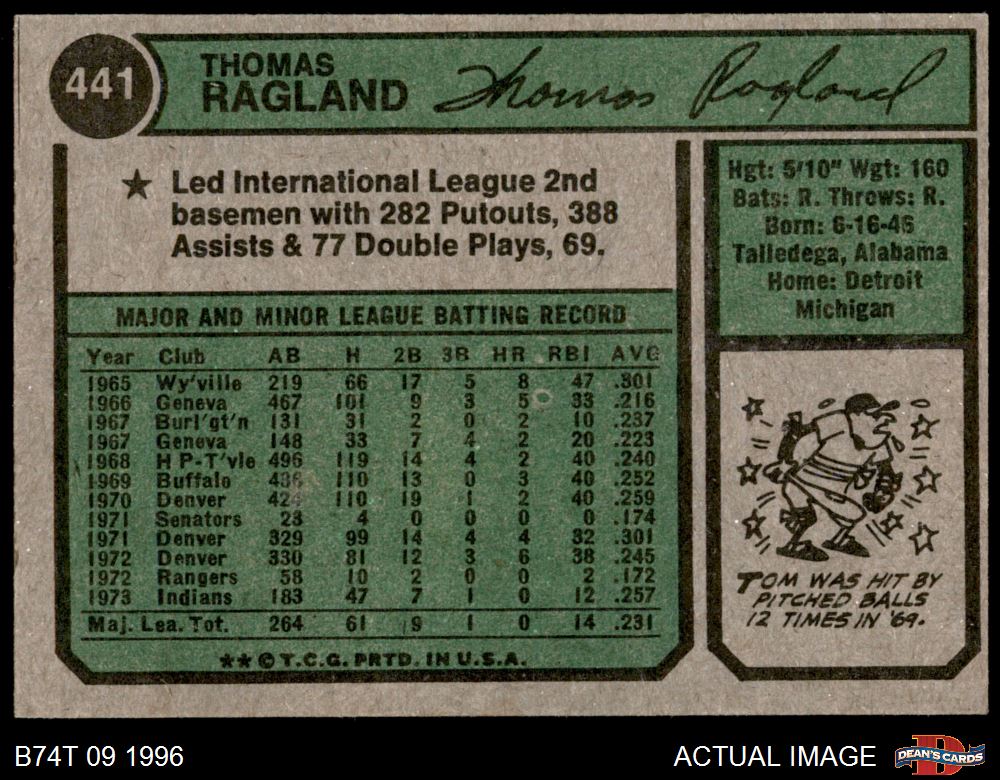 441
THOMAS
RAGLAND
Thomas Ragland
★ Led International League 2nd
basemen with 282 Putouts, 388
Assists & 77 Double Plays, 69.
Hgt: 5'10" Wgt: 160
Bats: R. Throws: R.
Born: 6-16-46
Talledega, Alabama
Home: Detroit
Michigan
MAJOR AND MINOR LEAGUE BATTING RECORD
Year Club AB H 2B 3B HR RBI AVG
1965 Wy'ville 219 66 17 5 8 47 .301
1966 Geneva 467 101 9 3 5 33 .216
1967 Burl'gt'n 131 31 2 0 2 10 .237
1967 Geneva 148 33 7 4 2 20 .223
1968 H P-T'vle 496 119 14 4 2 40 .240
1969 Buffalo 436 110 13 0 3 40 .252
1970 Denver 424 110 19 1 2 40 .259
1971 Senators 23 4 0 0 0 0 .174
1971 Denver 329 99 14 4 4 32 .301
1972 Denver 330 81 12 3 6 38 .245
1972 Rangers 58 10 2 0 0 2 .172
1973 Indians 183 47 7 1 0 12 .257
Maj. Lea. Tot. 264 61 9 1 0 14 .231
★★©T.C.G. PRTD. IN U.S.A.
TOM WAS HIT BY
PITCHED BALLS
12 TIMES IN '69.
B74T 09 1996
ACTUAL IMAGE
DEAN'S CARDS